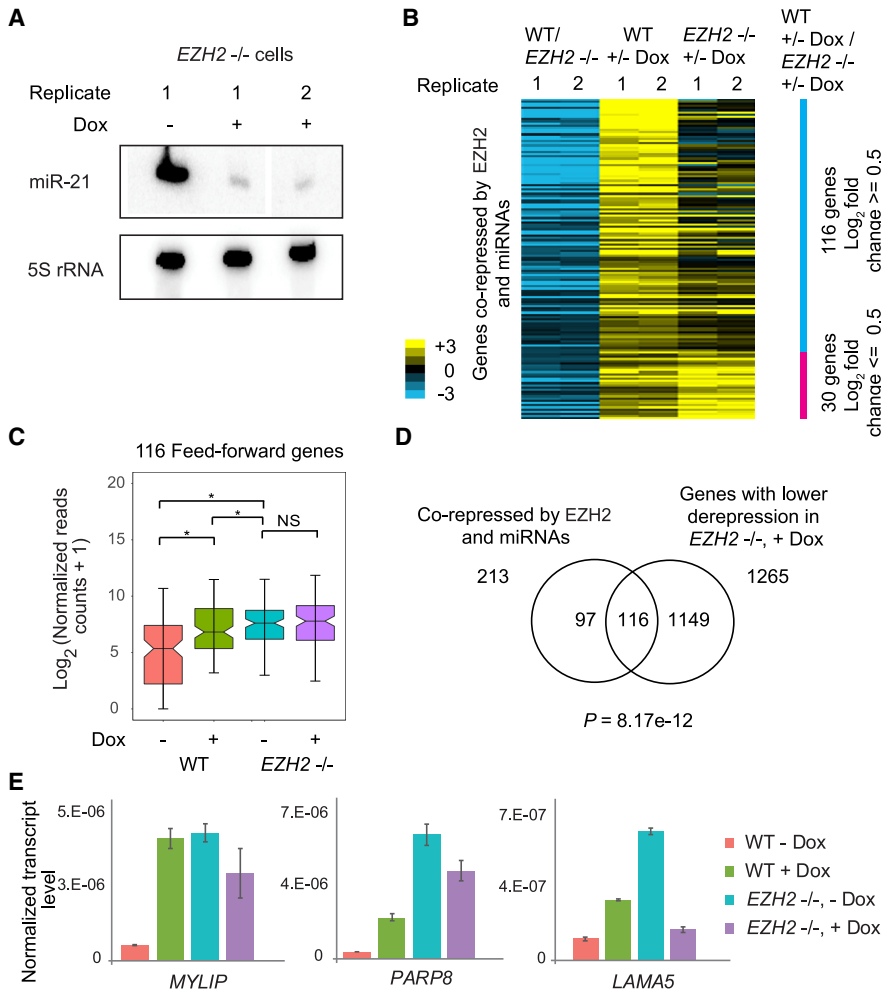 A
EZH2 -/- cells
Replicate 1 1 2
Dox - + +
miR-21
5S rRNA
B
WT/
EZH2 -/-
WT
+/- Dox
EZH2 -/-
+/- Dox
WT
+/- Dox /
EZH2 -/-
+/- Dox
Replicate 1 2 1 2 1 2
Genes co-repressed by EZH2
and miRNAs
+3
0
-3
116 genes
Log2 fold
change >= 0.5
30 genes
Log2 fold
change <= 0.5
C
116 Feed-forward genes
Log2 (Normalized reads
counts + 1)
20
15
10
5
0
*
*
*
NS
Dox - + - +
WT EZH2 -/-
D
Co-repressed by EZH2
and miRNAs
213
Genes with lower
derepression in
EZH2 -/-, + Dox
1265
97 116 1149
P = 8.17e-12
E
Normalized transcript
level
5.E-06
3.E-06
0
MYLIP
7.E-06
4.E-06
0
PARP8
7.E-07
4.E-07
0
LAMA5
WT - Dox
WT + Dox
EZH2 -/-, - Dox
EZH2 -/-, + Dox